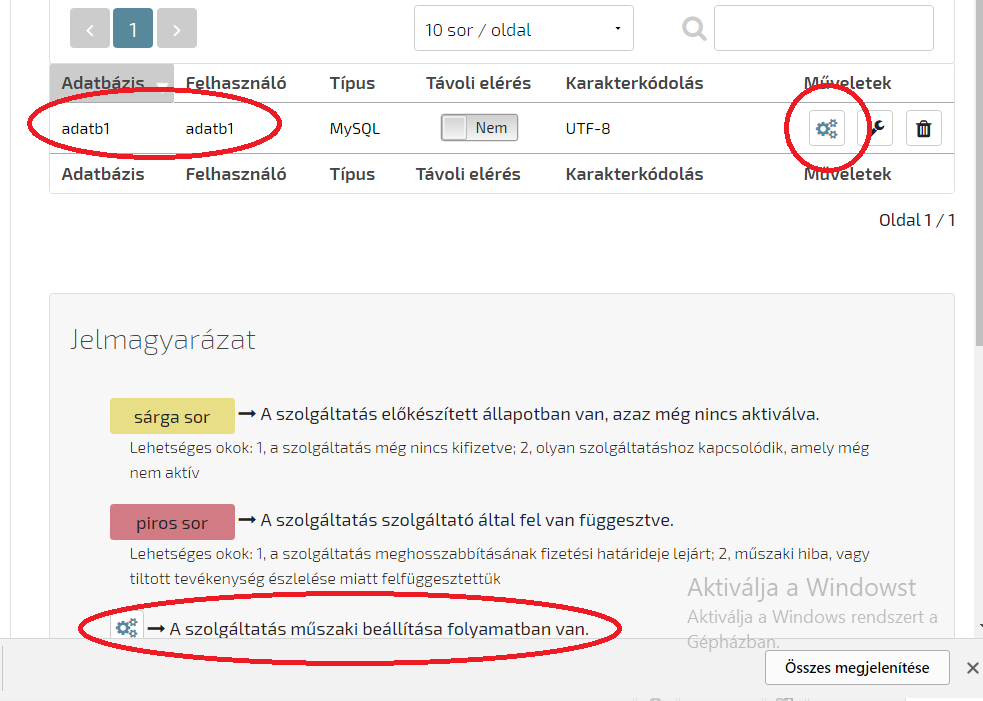 1
10 sor / oldal
Adatbázis Felhasználó Típus Távoli elérés Karakterkódolás Műveletek
adatb1 adatb1 MySQL Nem UTF-8
Adatbázis Felhasználó Típus Távoli elérés Karakterkódolás Műveletek
Oldal 1 / 1
Jelmagyarázat
sárga sor → A szolgáltatás előkészített állapotban van, azaz még nincs aktiválva.
Lehetséges okok: 1, a szolgáltatás még nincs kifizetve; 2, olyan szolgáltatáshoz kapcsolódik, amely még
nem aktív
piros sor → A szolgáltatás szolgáltató által fel van függesztve.
Lehetséges okok: 1, a szolgáltatás meghosszabbításának fizetési határideje lejárt; 2, műszaki hiba, vagy
tiltott tevékenység észlelése miatt felfüggesztettük
→ A szolgáltatás műszaki beállítása folyamatban van.
Aktiválja a Windowst
Aktiválja a Windows rendszert a
Gépházban.
Összes megjelenítése